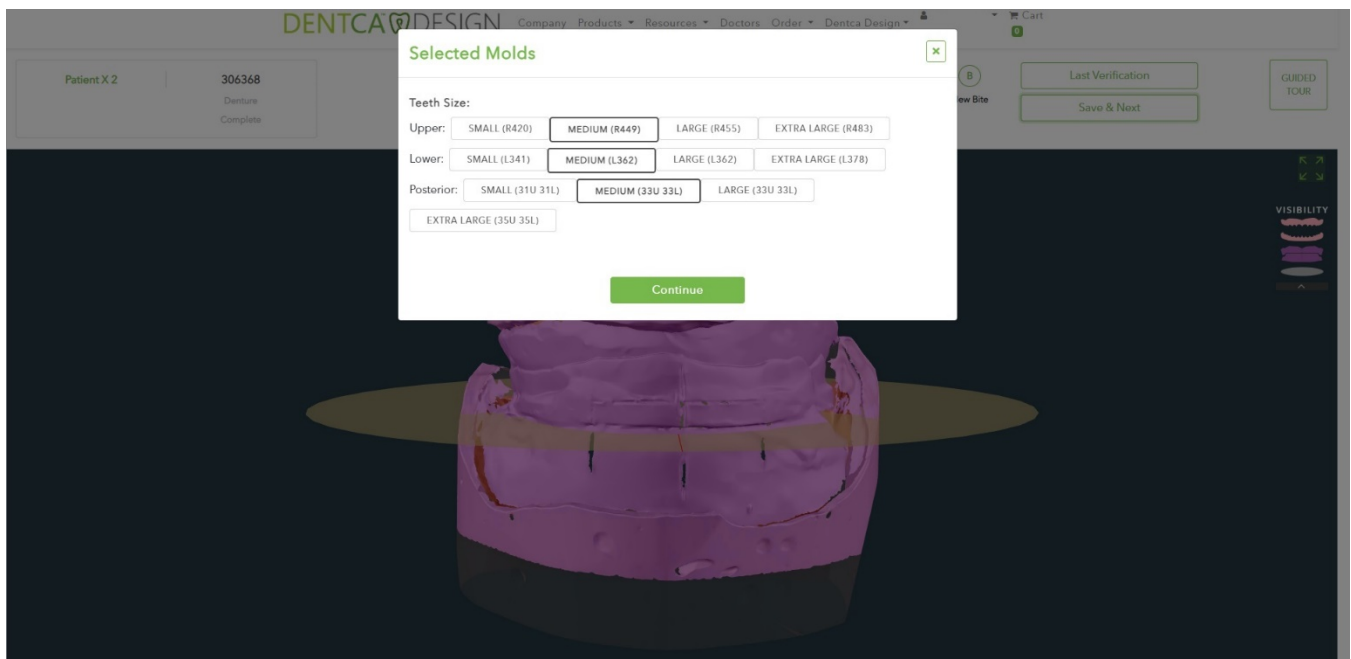 DENTCA DESIGN Company Products Resources Doctors Order Dentca Design Cart
0
Selected Molds
Patient X 2 306368
Denture
Complete
B
iew Bite
Last Verification
Save & Next
GUIDED
TOUR
Teeth Size:
Upper: SMALL (R420) MEDIUM (R449) LARGE (R455) EXTRA LARGE (R483)
Lower: SMALL (L341) MEDIUM (L362) LARGE (L362) EXTRA LARGE (L378)
Posterior: SMALL (31U 31L) MEDIUM (33U 33L) LARGE (33U 33L)
EXTRA LARGE (35U 35L)
Continue
VISIBILITY